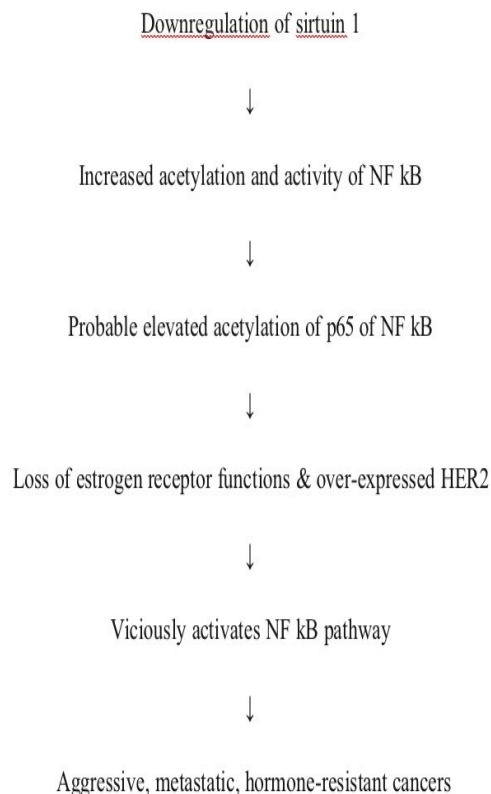 Downregulation of sirtuin 1
↓
Increased acetylation and activity of NF kB
↓
Probable elevated acetylation of p65 of NF kB
↓
Loss of estrogen receptor functions & over-expressed HER2
↓
Viciously activates NF kB pathway
↓
Aggressive, metastatic, hormone-resistant cancers